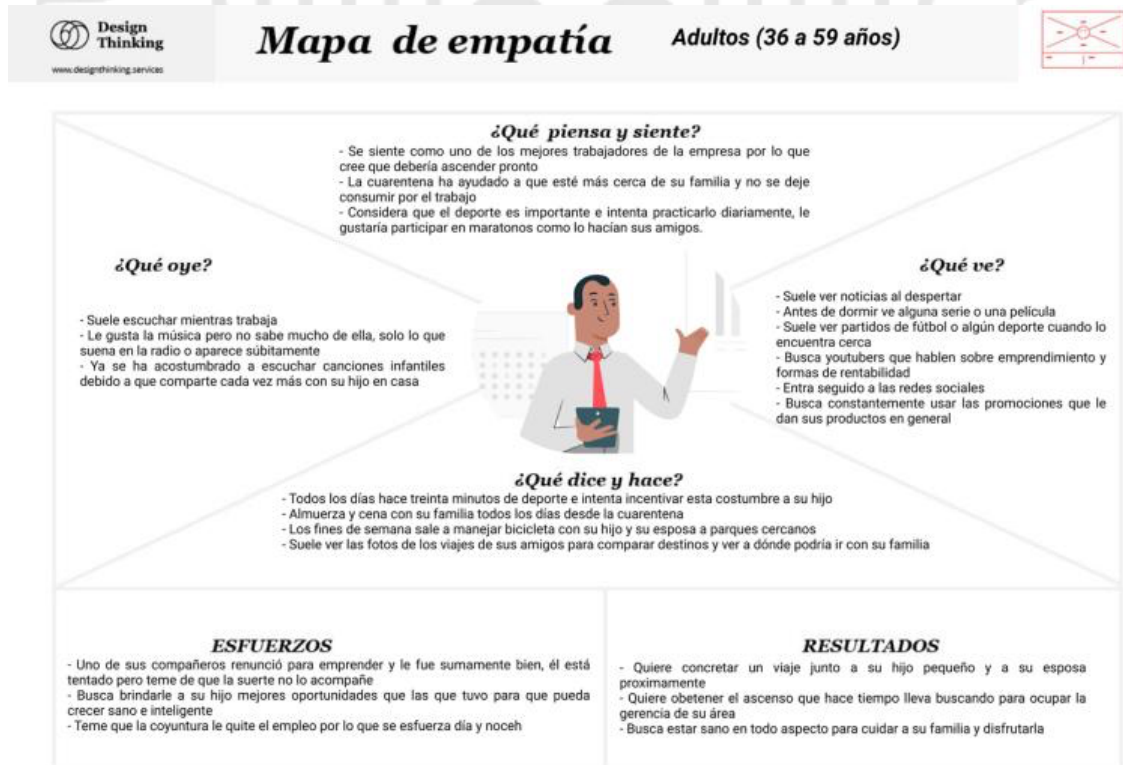 Design
Thinking
www.designthinking.services
Mapa de empatía
Adultos (36 a 59 años)
¿Qué piensa y siente?
- Se siente como uno de los mejores trabajadores de la empresa por lo que
cree que debería ascender pronto
- La cuarentena ha ayudado a que esté más cerca de su familia y no se deje
consumir por el trabajo
- Considera que el deporte es importante e intenta practicarlo diariamente, le
gustaría participar en maratonos como lo hacían sus amigos.
¿Qué oye?
- Suele escuchar mientras trabaja
- Le gusta la música pero no sabe mucho de ella, solo lo que
suena en la radio o aparece súbitamente
- Ya se ha acostumbrado a escuchar canciones infantiles
debido a que comparte cada vez más con su hijo en casa
¿Qué ve?
- Suele ver noticias al despertar
- Antes de dormir ve alguna serie o una película
- Suele ver partidos de fútbol o algún deporte cuando lo
encuentra cerca
- Busca youtubers que hablen sobre emprendimiento y
formas de rentabilidad
- Entra seguido a las redes sociales
- Busca constantemente usar las promociones que le
dan sus productos en general
¿Qué dice y hace?
- Todos los días hace treinta minutos de deporte e intenta incentivar esta costumbre a su hijo
- Almuerza y cena con su familia todos los días desde la cuarentena
- Los fines de semana sale a manejar bicicleta con su hijo y su esposa a parques cercanos
- Suele ver las fotos de los viajes de sus amigos para comparar destinos y ver a dónde podría ir con su familia
ESFUERZOS
- Uno de sus compañeros renunció para emprender y le fue sumamente bien, él está
tentado pero teme de que la suerte no lo acompañe
- Busca brindarle a su hijo mejores oportunidades que las que tuvo para que pueda
crecer sano e inteligente
- Teme que la coyuntura le quite el empleo por lo que se esfuerza día y noceh
RESULTADOS
- Quiere concretar un viaje junto a su hijo pequeño y a su esposa
proximamente
- Quiere obetener el ascenso que hace tiempo lleva buscando para ocupar la
gerencia de su área
- Busca estar sano en todo aspecto para cuidar a su familia y disfrutarla